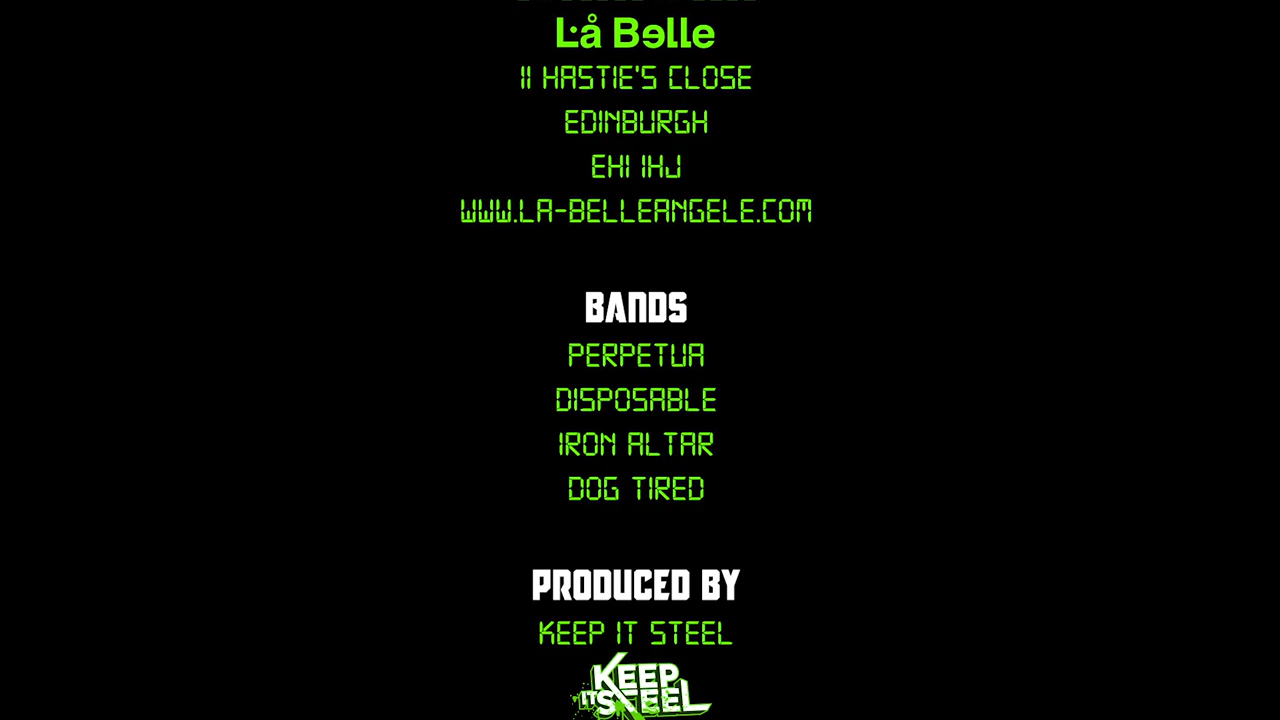 Lå Belle
11 HASTIE'S CLOSE
EDINBURGH
EH1 1HJ
WWW.LA-BELLEANGELE.COM
BANDS
PERPETUA
DISPOSABLE
IRON ALTAR
DOG TIRED
PRODUCED BY
KEEP IT STEEL
KEEP
IT STEEL